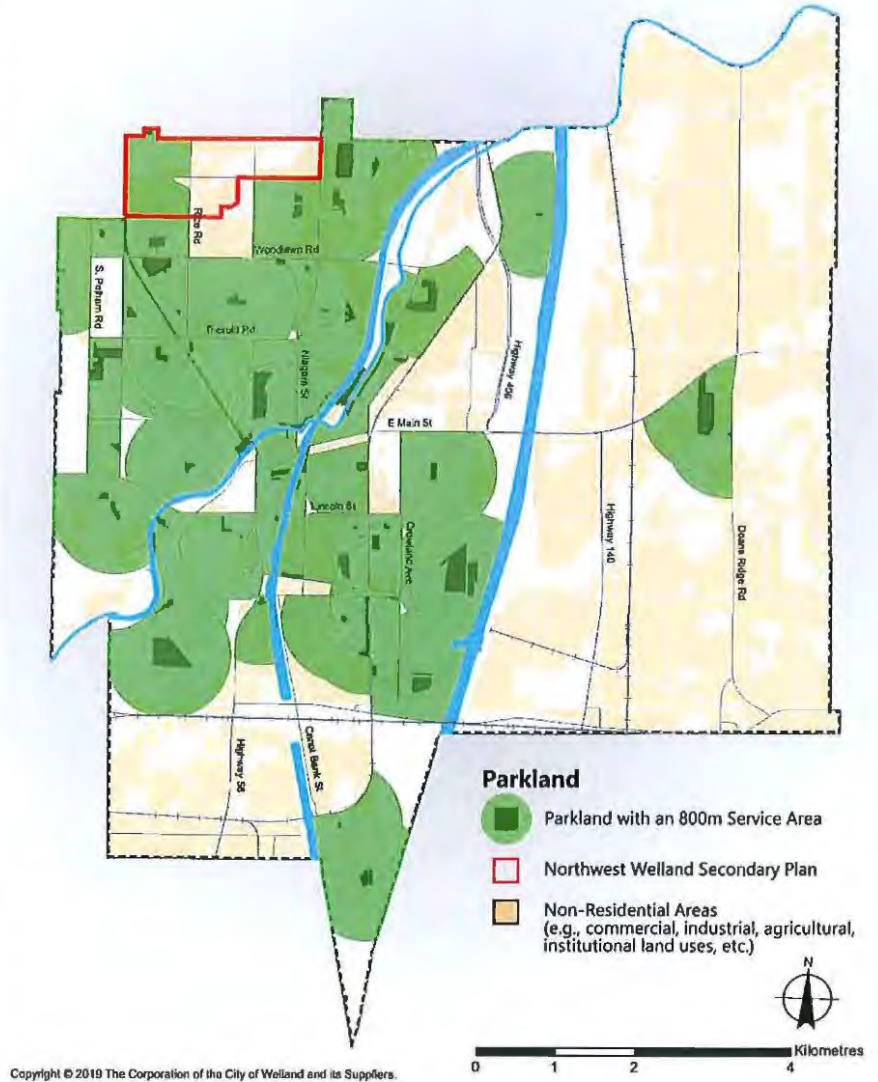 Rice Rd
Woodlawn Rd
S. Pelham Rd
Thorold Rd
Niagara St
Highway 406
E Main St
Lincoln St
Crowland Ave
Highway 140
Doans Ridge Rd
Highway 58
Canal Bank St
Parkland
Parkland with an 800m Service Area
Northwest Welland Secondary Plan
Non-Residential Areas
(e.g., commercial, industrial, agricultural,
institutional land uses, etc.)
N
Kilometres
0 1 2 4
Copyright © 2019 The Corporation of the City of Welland and its Suppliers.